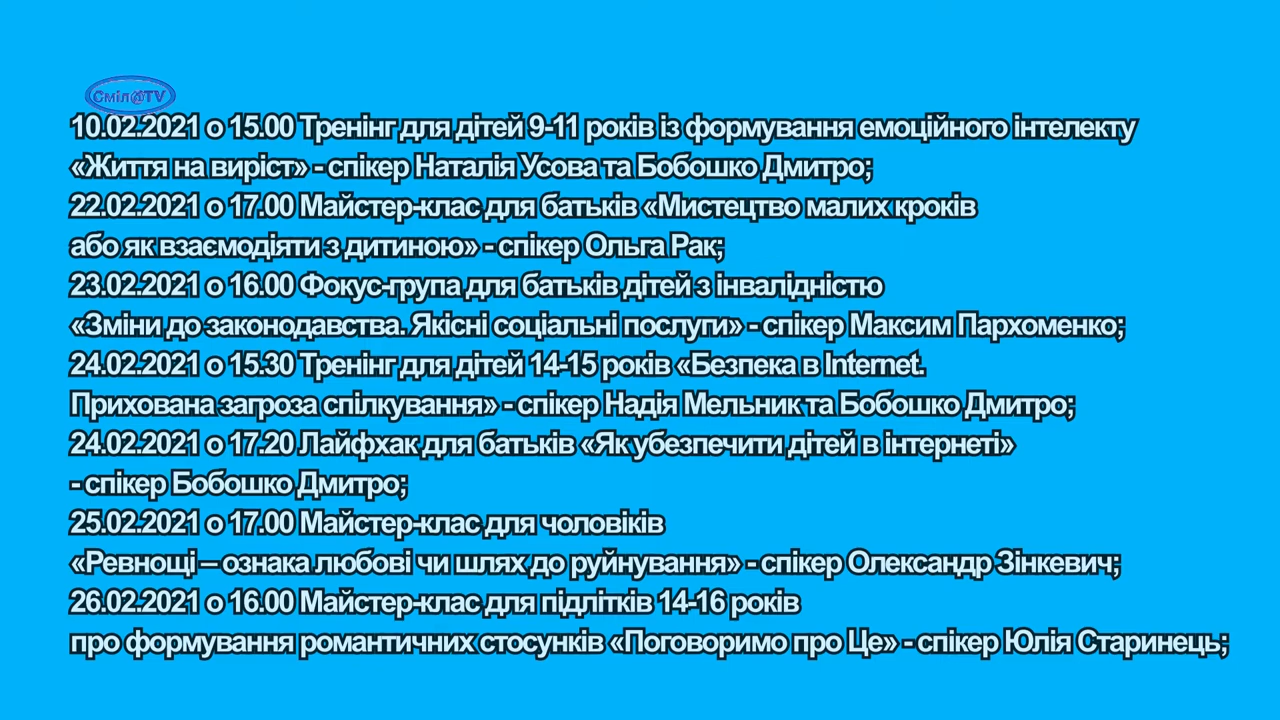 Сміл@TV
10.02.2021 о 15.00 Тренінг для дітей 9-11 років із формування емоційного інтелекту
«Життя на виріст» - спікер Наталія Усова та Бобошко Дмитро;
22.02.2021 о 17.00 Майстер-клас для батьків «Мистецтво малих кроків
або як взаємодіяти з дитиною» - спікер Ольга Рак;
23.02.2021 о 16.00 Фокус-група для батьків дітей з інвалідністю
«Зміни до законодавства. Якісні соціальні послуги» - спікер Максим Пархоменко;
24.02.2021 о 15.30 Тренінг для дітей 14-15 років «Безпека в Internet.
Прихована загроза спілкування» - спікер Надія Мельник та Бобошко Дмитро;
24.02.2021 о 17.20 Лайфхак для батьків «Як убезпечити дітей в інтернеті»
- спікер Бобошко Дмитро;
25.02.2021 о 17.00 Майстер-клас для чоловіків
«Ревнощі – ознака любові чи шлях до руйнування» - спікер Олександр Зінкевич;
26.02.2021 о 16.00 Майстер-клас для підлітків 14-16 років
про формування романтичних стосунків «Поговоримо про Це» - спікер Юлія Старинець;